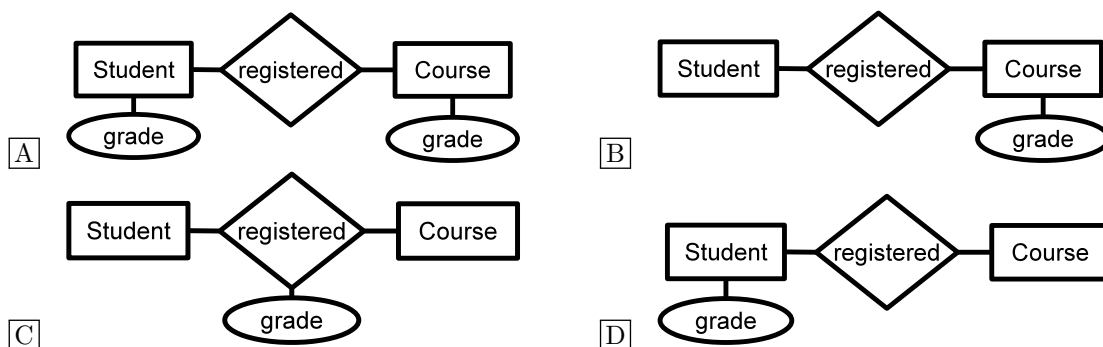 Student registered Course
grade grade
A
Student registered Course
grade
B
Student registered Course
grade
C
Student registered Course
grade
D